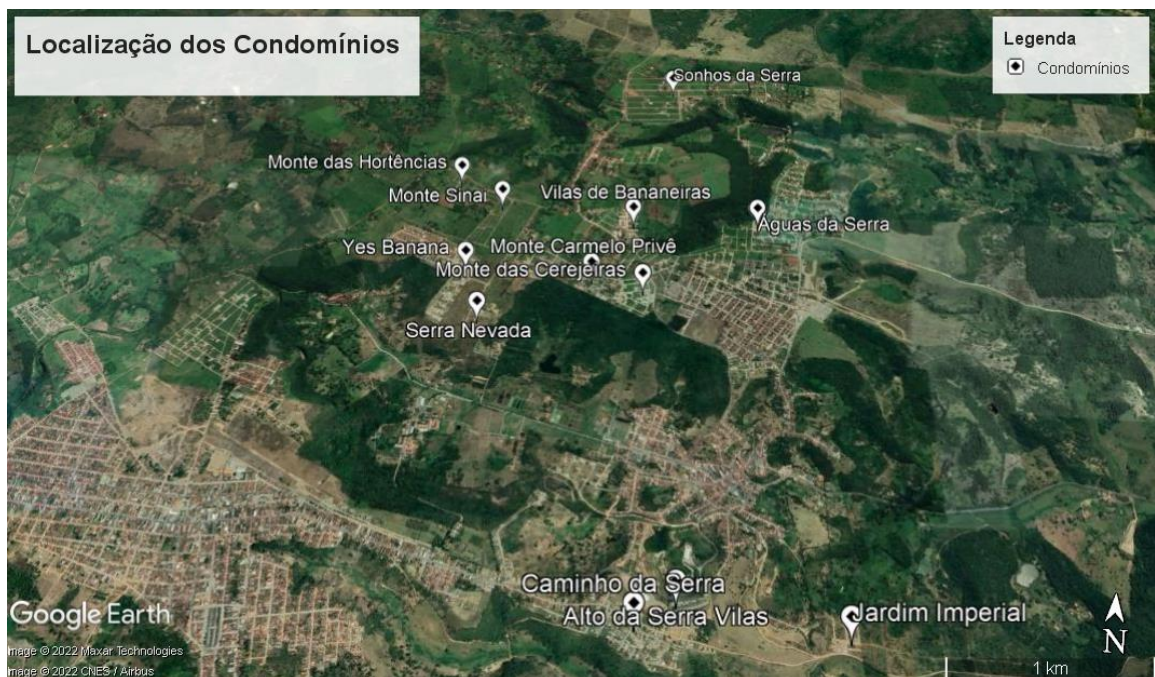 Localização dos Condomínios
Legenda
Condomínios
Sonhos da Serra
Monte das Hortências
Monte Sinai
Vilas de Bananeiras
Águas da Serra
Yes Banana
Monte Carmelo Privê
Monte das Cerejeiras
Serra Nevada
Caminho da Serra
Alto da Serra Vilas
Jardim Imperial
Google Earth
N
Image © 2022 Maxar Technologies
Image © 2022 CNES / Airbus
1 km